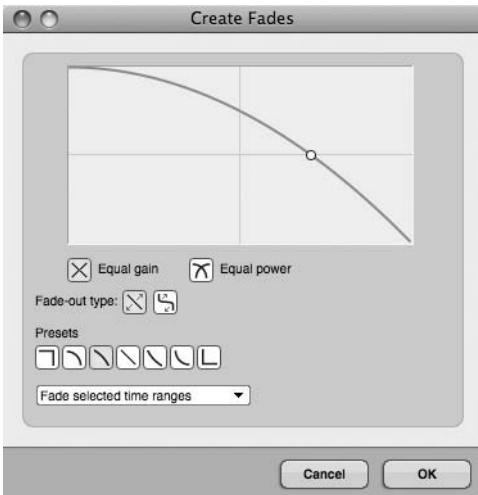 Create Fades
Equal gain Equal power
Fade-out type:
Presets
Fade selected time ranges
Cancel OK